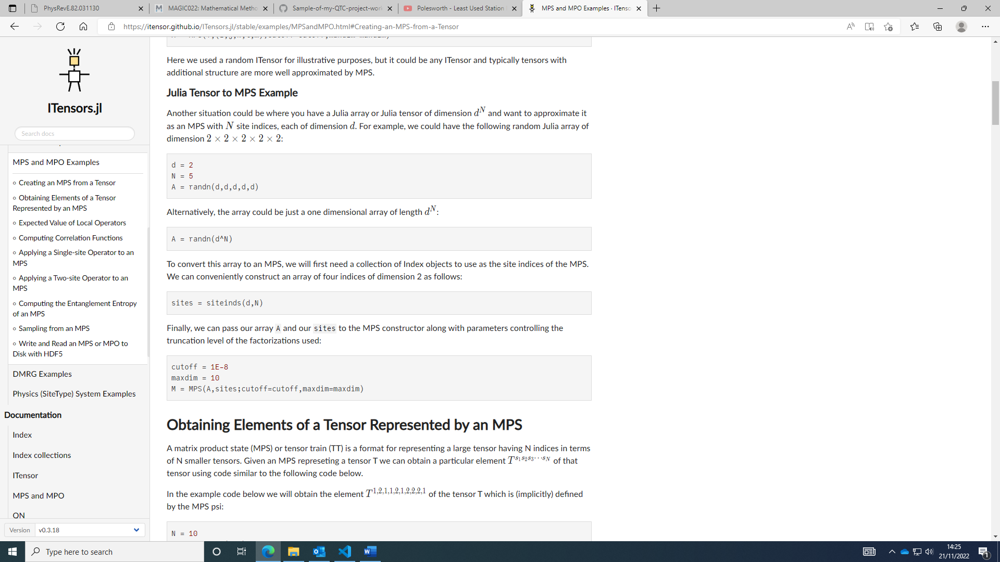 PhysRevE.82.031130
MAGIC022: Mathematical Metho
Sample-of-my-QTC-project-work
Polesworth - Least Used Station
MPS and MPO Examples · ITenso
https://itensor.github.io/ITensors.jl/stable/examples/MPSandMPO.html#Creating-an-MPS-from-a-Tensor
Here we used a random ITensor for illustrative purposes, but it could be any ITensor and typically tensors with
additional structure are more well approximated by MPS.
Julia Tensor to MPS Example
Another situation could be where you have a Julia array or Julia tensor of dimension d^N and want to approximate it
as an MPS with N site indices, each of dimension d. For example, we could have the following random Julia array of
dimension 2 × 2 × 2 × 2 × 2:
d = 2
N = 5
A = randn(d,d,d,d,d)
Alternatively, the array could be just a one dimensional array of length d^N:
A = randn(d^N)
To convert this array to an MPS, we will first need a collection of Index objects to use as the site indices of the MPS.
We can conveniently construct an array of four indices of dimension 2 as follows:
sites = siteinds(d,N)
Finally, we can pass our array A and our sites to the MPS constructor along with parameters controlling the
truncation level of the factorizations used:
cutoff = 1E-8
maxdim = 10
M = MPS(A,sites;cutoff=cutoff,maxdim=maxdim)
Obtaining Elements of a Tensor Represented by an MPS
A matrix product state (MPS) or tensor train (TT) is a format for representing a large tensor having N indices in terms
of N smaller tensors. Given an MPS represeting a tensor T we can obtain a particular element T^{s_1 s_2 s_3 ··· s_N} of that
tensor using code similar to the following code below.
In the example code below we will obtain the element T^{1,2,1,1,2,1,2,2,2,1} of the tensor T which is (implicitly) defined
by the MPS psi:
N = 10
ITensors.jl
Search docs
MPS and MPO Examples
Creating an MPS from a Tensor
Obtaining Elements of a Tensor
Represented by an MPS
Expected Value of Local Operators
Computing Correlation Functions
Applying a Single-site Operator to an
MPS
Applying a Two-site Operator to an
MPS
Computing the Entanglement Entropy
of an MPS
Sampling from an MPS
Write and Read an MPS or MPO to
Disk with HDF5
DMRG Examples
Physics (SiteType) System Examples
Documentation
Index
Index collections
ITensor
MPS and MPO
QN
Version v0.3.18
Type here to search
14:25
21/11/2022
1